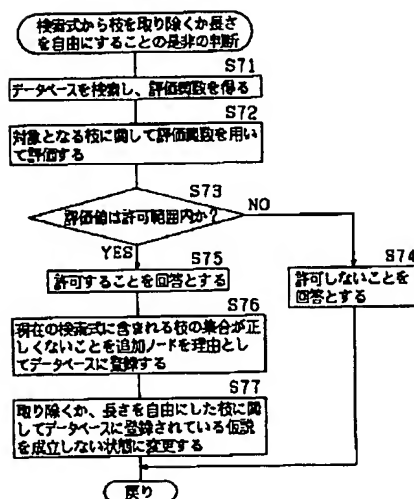 検索式から枝を取り除くか長さ
を自由にすることの是非の判断
S71
データベースを検索し、評価関数を得る
S72
対象となる枝に関して評価関数を用い
て評価する
S73
評価値は許可範囲内か?
NO
YES
S75
許可することを回答とする
S74
許可しないことを
回答とする
S76
現在の検索式に含まれる枝の集合が正
しくないことを追加ノードを理由とし
てデータベースに登録する
S77
取り除くか、長さを自由にした枝に関
してデータベースに登録されている仮説
を成立しない状態に変更する
戻り